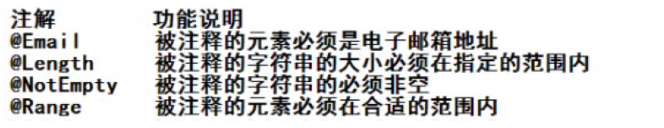 注解 功能说明
@Email 被注释的元素必须是电子邮箱地址
@Length 被注释的字符串的大小必须在指定的范围内
@NotEmpty 被注释的字符串的必须非空
@Range 被注释的元素必须在合适的范围内